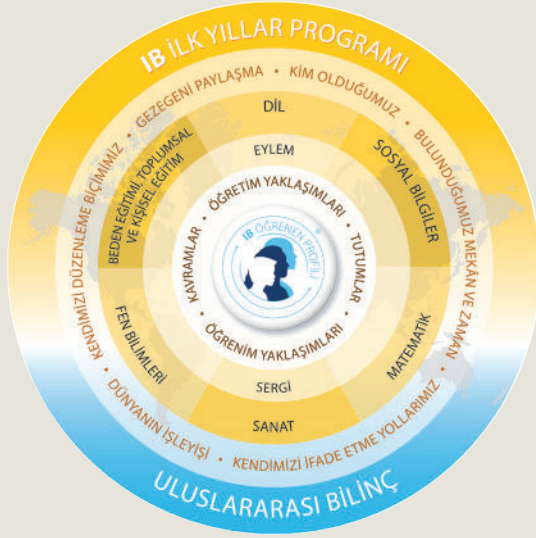 IB İLK YILLAR PROGRAMI
GEZEGENİ PAYLAŞMA • KİM OLDUĞUMUZ • BULUNDUĞUMUZ MEKÂN VE ZAMAN • KENDİMİZİ İFADE ETME YOLLARIMIZ • DÜNYANIN İŞLEYİŞİ • KENDİMİZİ DÜZENLEME BİÇİMİMİZ •
DİL
SOSYAL BİLGİLER
MATEMATİK
SANAT
FEN BİLİMLERİ
BEDEN EĞİTİMİ, TOPLUMSAL
VE KİŞİSEL EĞİTİM
EYLEM
SERGİ
ÖĞRETİM YAKLAŞIMLARI • TUTUMLAR • ÖĞRENİM YAKLAŞIMLARI • KAVRAMLAR •
IB ÖĞRENEN PROFİLİ
ULUSLARARASI BİLİNÇ